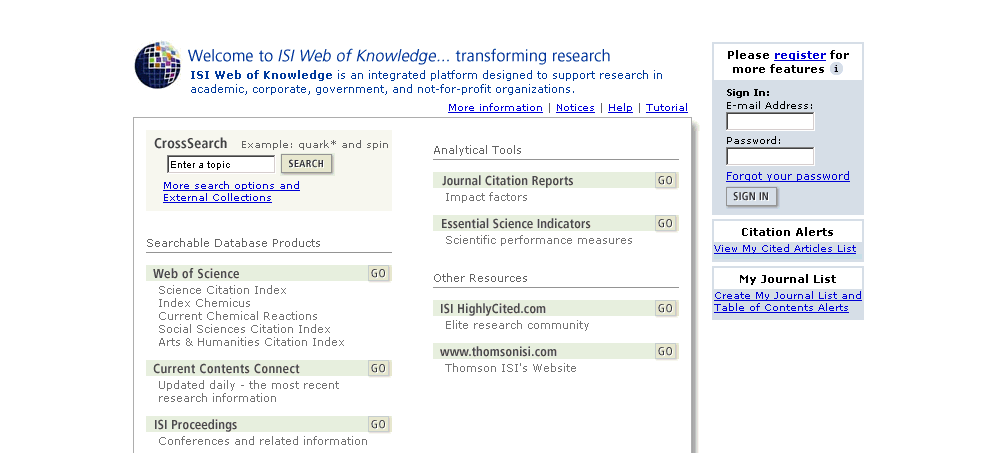 Welcome to ISI Web of Knowledge... transforming research
ISI Web of Knowledge is an integrated platform designed to support research in
academic, corporate, government, and not-for-profit organizations.
More information | Notices | Help | Tutorial
CrossSearch Example: quark* and spin
Enter a topic SEARCH
More search options and
External Collections
Searchable Database Products
Web of Science GO
Science Citation Index
Index Chemicus
Current Chemical Reactions
Social Sciences Citation Index
Arts & Humanities Citation Index
Current Contents Connect GO
Updated daily - the most recent
research information
ISI Proceedings GO
Conferences and related information
Analytical Tools
Journal Citation Reports GO
Impact factors
Essential Science Indicators GO
Scientific performance measures
Other Resources
ISI HighlyCited.com GO
Elite research community
www.thomsonisi.com GO
Thomson ISI's Website
Please register for
more features i
Sign In:
E-mail Address:
Password:
Forgot your password
SIGN IN
Citation Alerts
View My Cited Articles List
My Journal List
Create My Journal List and
Table of Contents Alerts